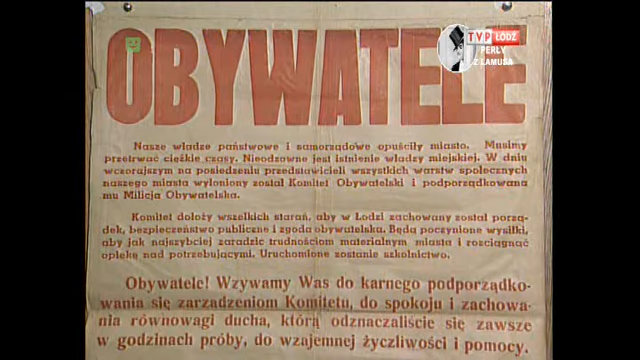 OBYWATELE
TVP ŁÓDŹ
PERŁY
Z LAMUSA
Nasze władze państwowe i samorządowe opuściły miasto. Musimy
przetrwać ciężkie czasy. Nieodzowne jest istnienie władzy miejskiej. W dniu
wczorajszym na posiedzeniu przedstawicieli wszystkich warstw społecznych
naszego miasta wyłoniony został Komitet Obywatelski i podporządkowana
mu Milicja Obywatelska.
Komitet dołoży wszelkich starań, aby w Łodzi zachowany został porzą-
dek, bezpieczeństwo publiczne i zgoda obywatelska. Będą poczynione wysiłki,
aby jak najszybciej zaradzić trudnościom materialnym miasta i rozciągnąć
opiekę nad potrzebującymi. Uruchomione zostanie szkolnictwo.
Obywatele! Wzywamy Was do karnego podporządko-
wania się zarządzeniom Komitetu, do spokoju i zachowa-
nia równowagi ducha, którą odznaczaliście się zawsze
w godzinach próby, do wzajemnej życzliwości i pomocy.